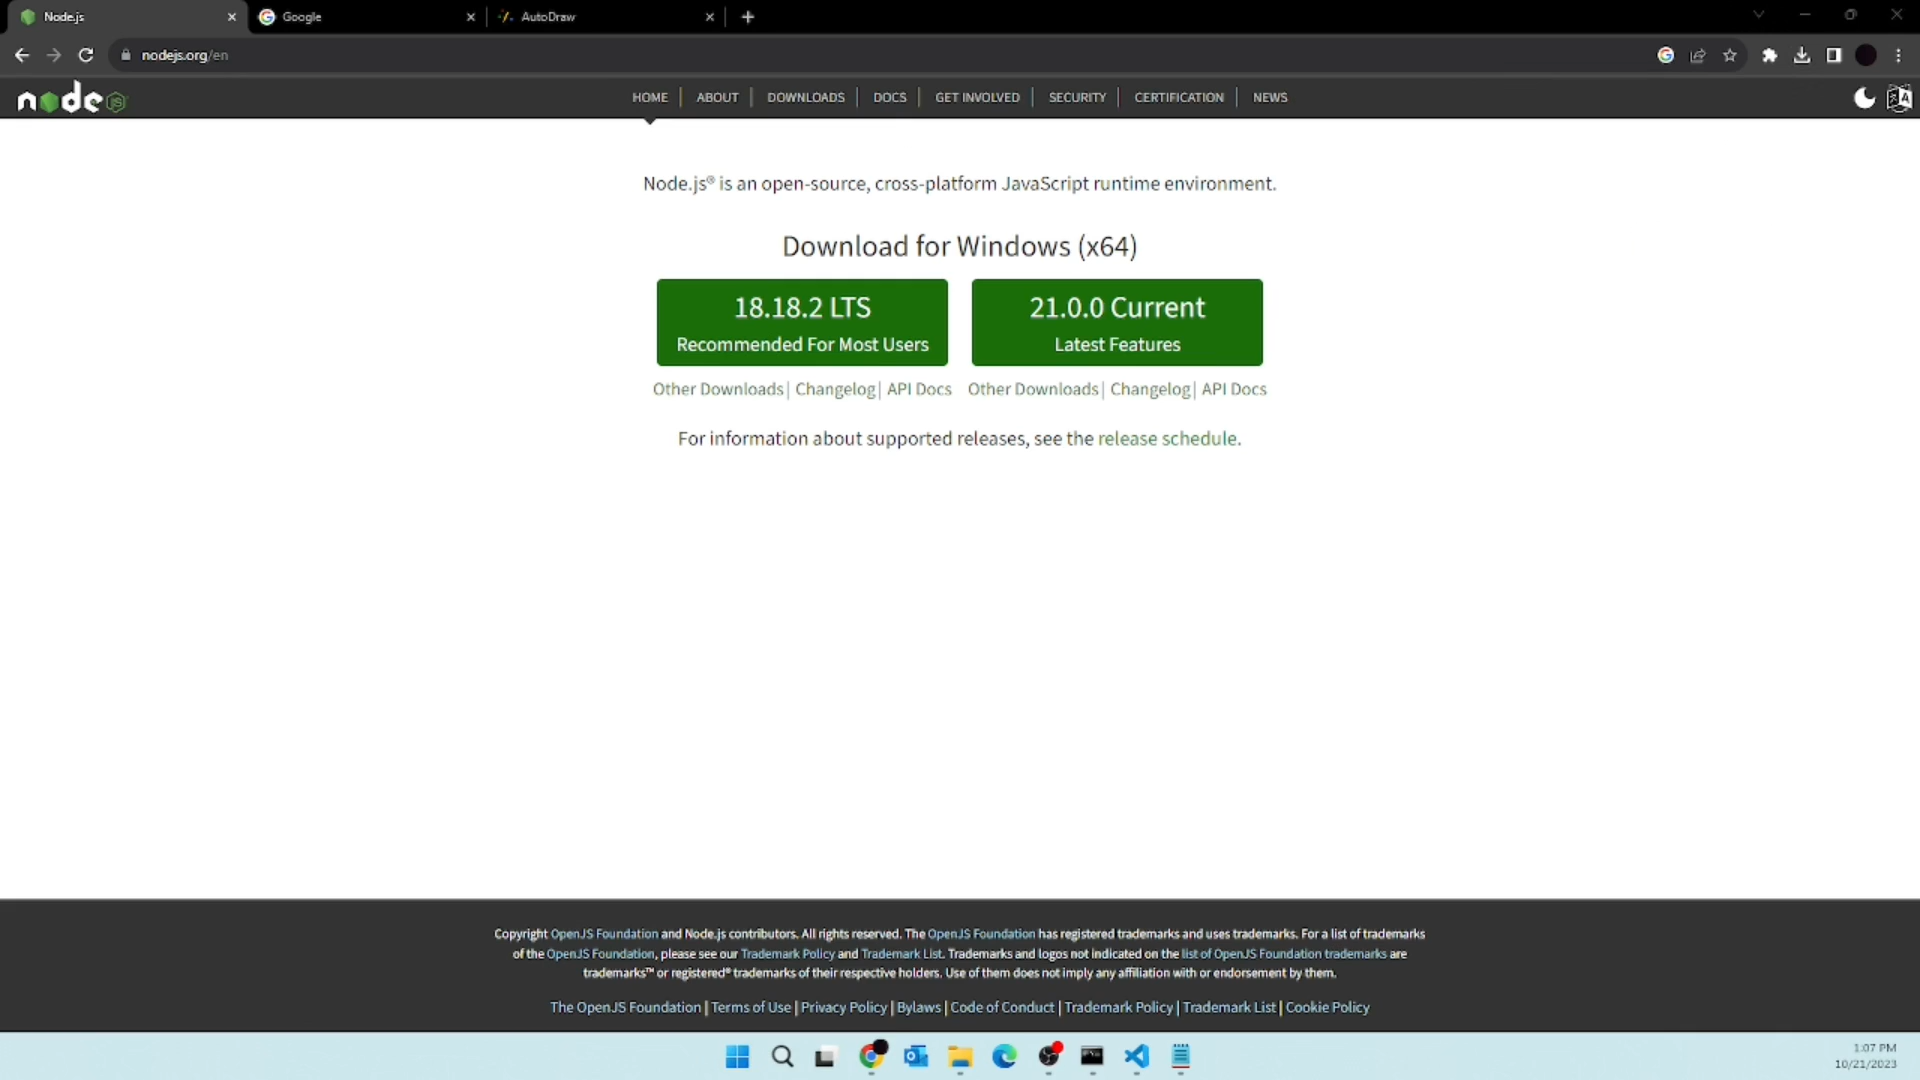 Node.js
Google
AutoDraw
nodejs.org/en
node JS
HOME | ABOUT | DOWNLOADS | DOCS | GET INVOLVED | SECURITY | CERTIFICATION | NEWS
Node.js® is an open-source, cross-platform JavaScript runtime environment.
Download for Windows (x64)
18.18.2 LTS
Recommended For Most Users
21.0.0 Current
Latest Features
Other Downloads | Changelog | API Docs
Other Downloads | Changelog | API Docs
For information about supported releases, see the release schedule.
Copyright OpenJS Foundation and Node.js contributors. All rights reserved. The OpenJS Foundation has registered trademarks and uses trademarks. For a list of trademarks
of the OpenJS Foundation, please see our Trademark Policy and Trademark List. Trademarks and logos not indicated on the list of OpenJS Foundation trademarks are
trademarks™ or registered® trademarks of their respective holders. Use of them does not imply any affiliation with or endorsement by them.
The OpenJS Foundation | Terms of Use | Privacy Policy | Bylaws | Code of Conduct | Trademark Policy | Trademark List | Cookie Policy
1:07 PM
10/21/2023